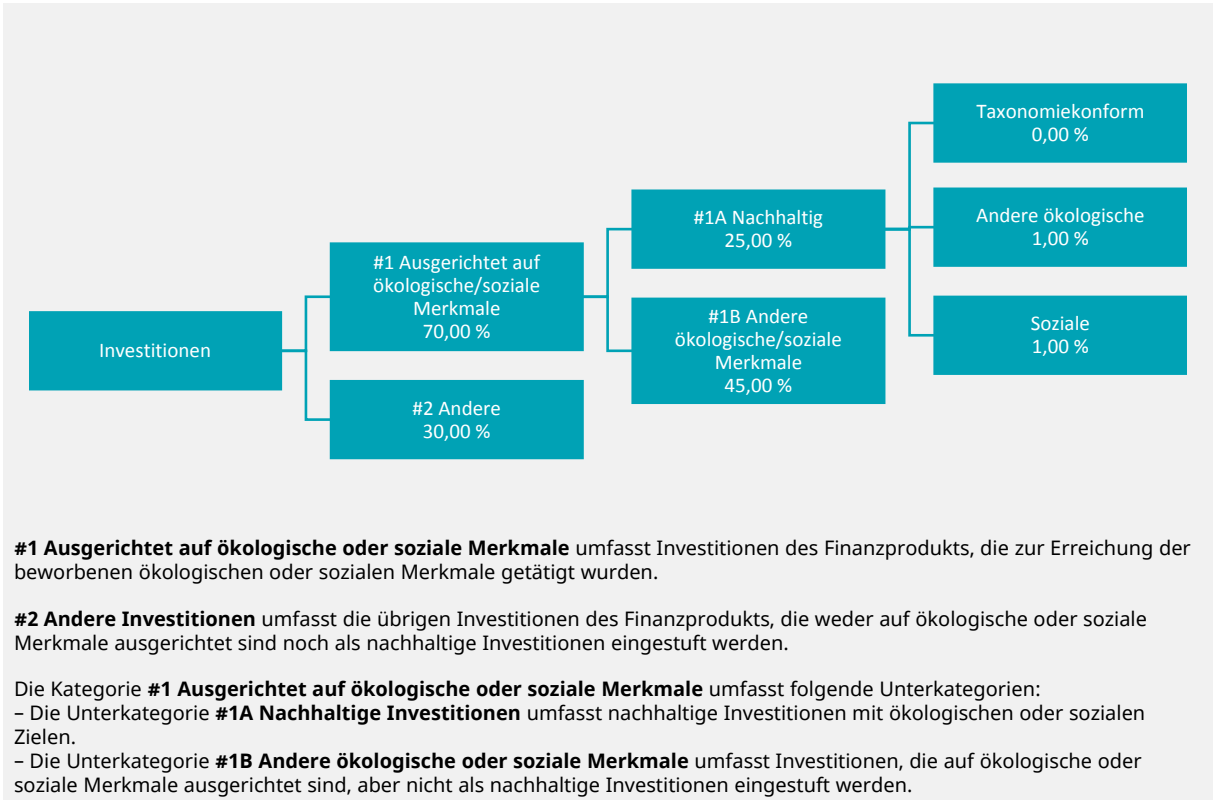 Investitionen
#1 Ausgerichtet auf
ökologische/soziale
Merkmale
70,00 %
#2 Andere
30,00 %
#1A Nachhaltig
25,00 %
#1B Andere
ökologische/soziale
Merkmale
45,00 %
Taxonomiekonform
0,00 %
Andere ökologische
1,00 %
Soziale
1,00 %
#1 Ausgerichtet auf ökologische oder soziale Merkmale umfasst Investitionen des Finanzprodukts, die zur Erreichung der
beworbenen ökologischen oder sozialen Merkmale getätigt wurden.
#2 Andere Investitionen umfasst die übrigen Investitionen des Finanzprodukts, die weder auf ökologische oder soziale
Merkmale ausgerichtet sind noch als nachhaltige Investitionen eingestuft werden.
Die Kategorie #1 Ausgerichtet auf ökologische oder soziale Merkmale umfasst folgende Unterkategorien:
– Die Unterkategorie #1A Nachhaltige Investitionen umfasst nachhaltige Investitionen mit ökologischen oder sozialen
Zielen.
– Die Unterkategorie #1B Andere ökologische oder soziale Merkmale umfasst Investitionen, die auf ökologische oder
soziale Merkmale ausgerichtet sind, aber nicht als nachhaltige Investitionen eingestuft werden.